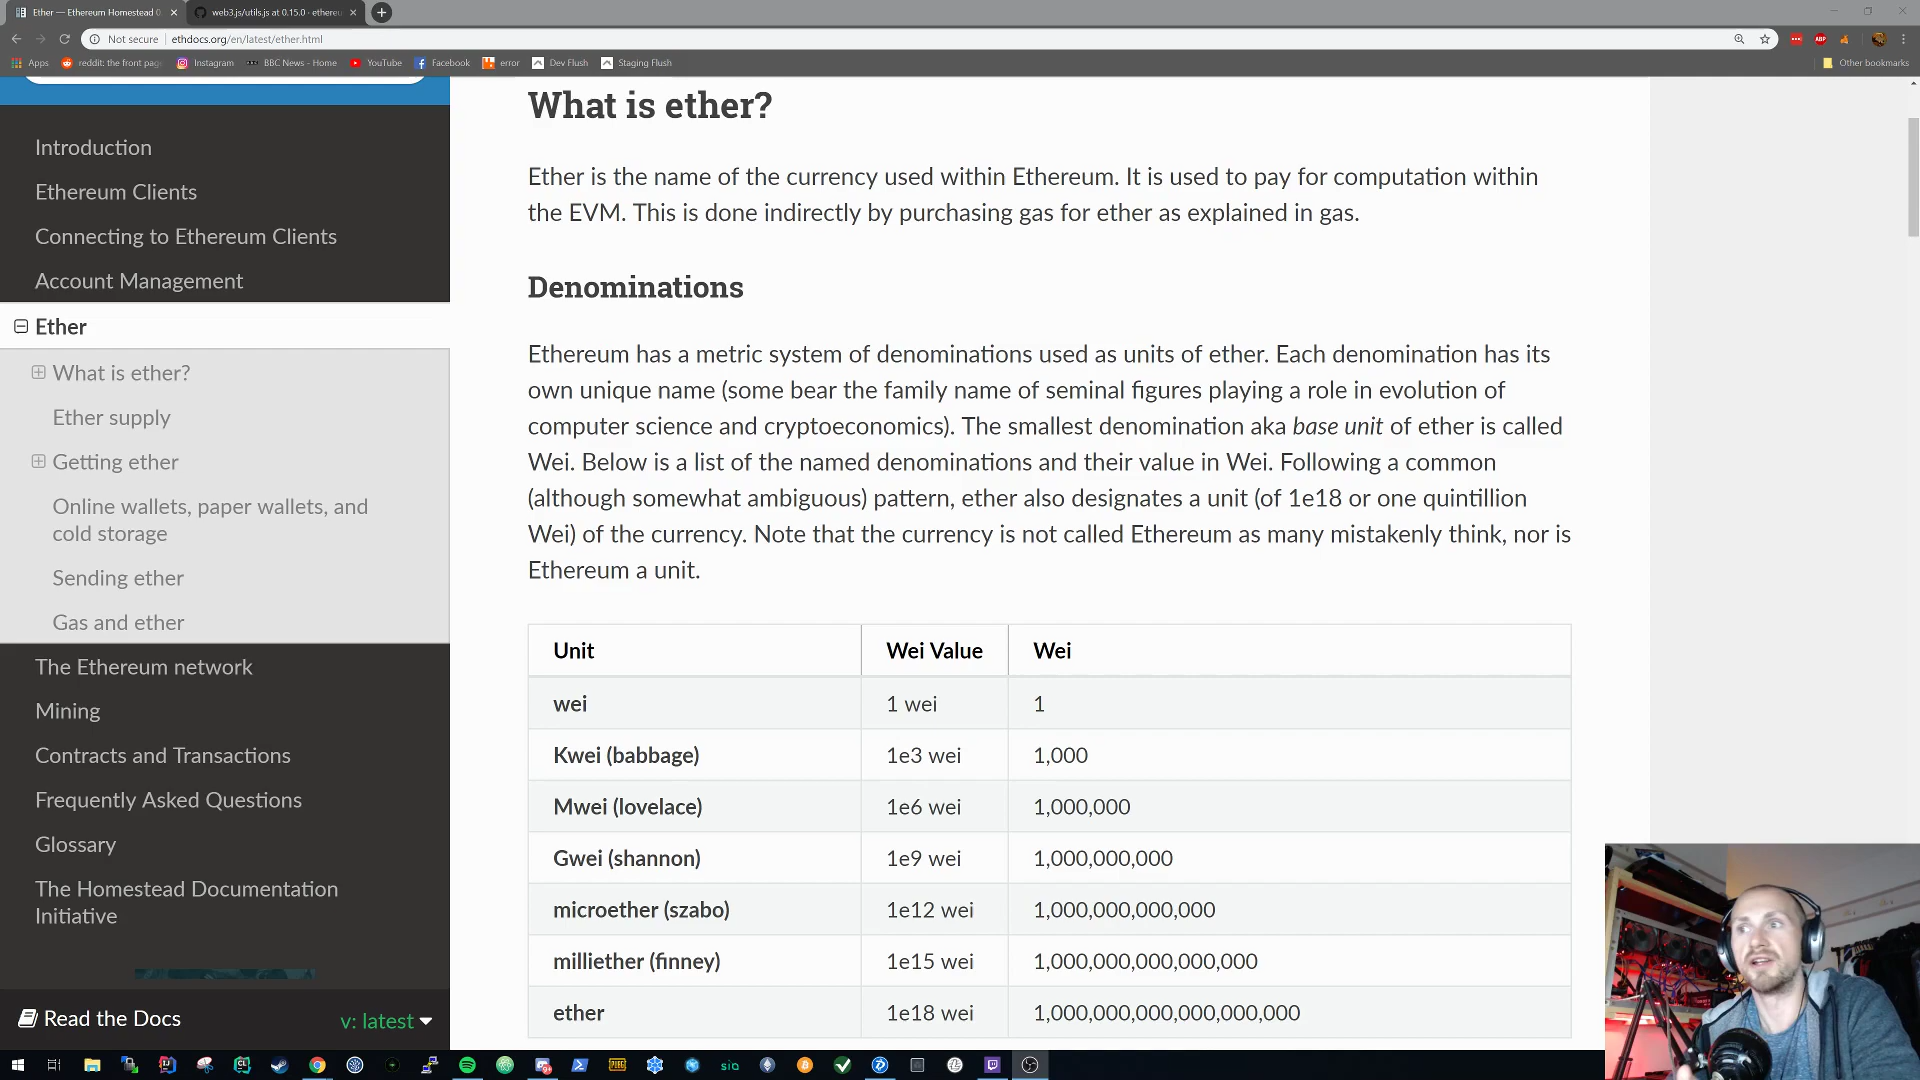 Ether — Ethereum Homestead 0
web3.js/utils.js at 0.15.0 · ethereu
Not secure
ethdocs.org/en/latest/ether.html
Apps
reddit: the front page
Instagram
BBC News - Home
YouTube
Facebook
error
Dev Flush
Staging Flush
Other bookmarks
Introduction
Ethereum Clients
Connecting to Ethereum Clients
Account Management
Ether
What is ether?
Ether supply
Getting ether
Online wallets, paper wallets, and
cold storage
Sending ether
Gas and ether
The Ethereum network
Mining
Contracts and Transactions
Frequently Asked Questions
Glossary
The Homestead Documentation
Initiative
Read the Docs
v: latest
What is ether?
Ether is the name of the currency used within Ethereum. It is used to pay for computation within
the EVM. This is done indirectly by purchasing gas for ether as explained in gas.
Denominations
Ethereum has a metric system of denominations used as units of ether. Each denomination has its
own unique name (some bear the family name of seminal figures playing a role in evolution of
computer science and cryptoeconomics). The smallest denomination aka base unit of ether is called
Wei. Below is a list of the named denominations and their value in Wei. Following a common
(although somewhat ambiguous) pattern, ether also designates a unit (of 1e18 or one quintillion
Wei) of the currency. Note that the currency is not called Ethereum as many mistakenly think, nor is
Ethereum a unit.
Unit Wei Value Wei
wei 1 wei 1
Kwei (babbage) 1e3 wei 1,000
Mwei (lovelace) 1e6 wei 1,000,000
Gwei (shannon) 1e9 wei 1,000,000,000
microether (szabo) 1e12 wei 1,000,000,000,000
milliether (finney) 1e15 wei 1,000,000,000,000,000
ether 1e18 wei 1,000,000,000,000,000,000
sia